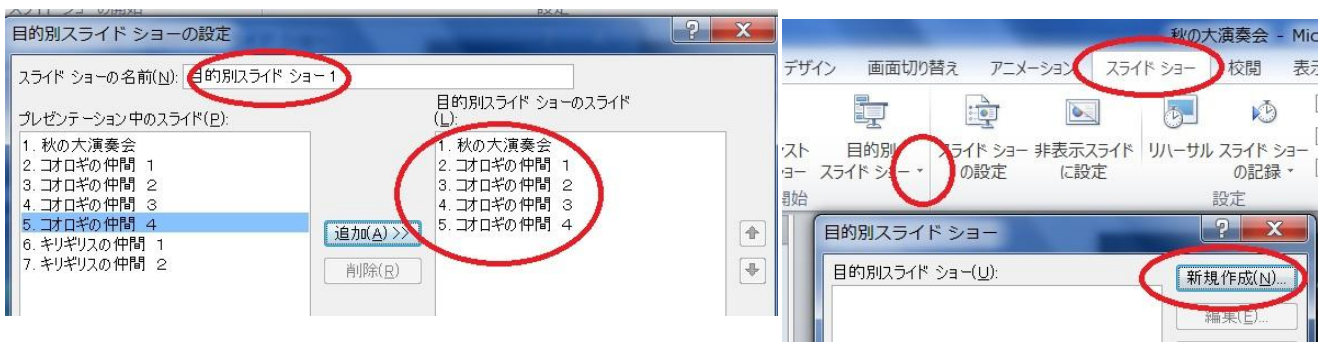 目的別スライド ショーの設定
スライド ショーの名前(N): 目的別スライド ショー 1
プレゼンテーション中のスライド(P):
1. 秋の大演奏会
2. コオロギの仲間 1
3. コオロギの仲間 2
4. コオロギの仲間 3
5. コオロギの仲間 4
6. キリギリスの仲間 1
7. キリギリスの仲間 2
追加(A) >>
削除(R)
目的別スライド ショーのスライド
(L):
1. 秋の大演奏会
2. コオロギの仲間 1
3. コオロギの仲間 2
4. コオロギの仲間 3
5. コオロギの仲間 4
秋の大演奏会 - Mic
デザイン 画面切り替え アニメーション スライド ショー 校閲 表示
目的別
スライド ショー
スライド ショー
の設定
非表示スライド
に設定
リハーサル
スライド ショー
の記録
設定
目的別スライド ショー
目的別スライド ショー(U):
新規作成(N)...
編集(E)...